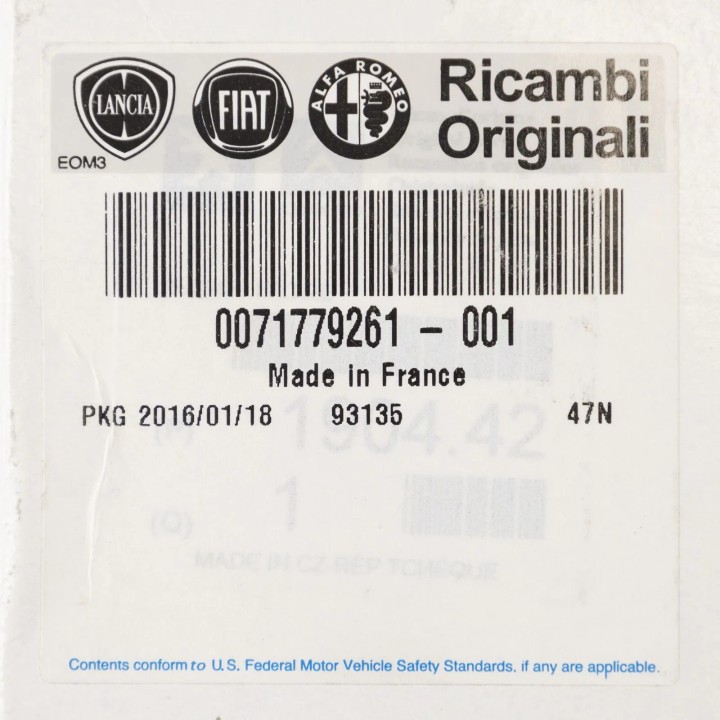 LANCIA FIAT ALFA ROMEO Ricambi
Originali
EOM3
0071779261 - 001
Made in France
PKG 2016/01/18 93135 47N
1904.42
(Q) 1
MADE IN CZ REP TCHEQUE
Contents conform to U.S. Federal Motor Vehicle Safety Standards. if any are applicable.